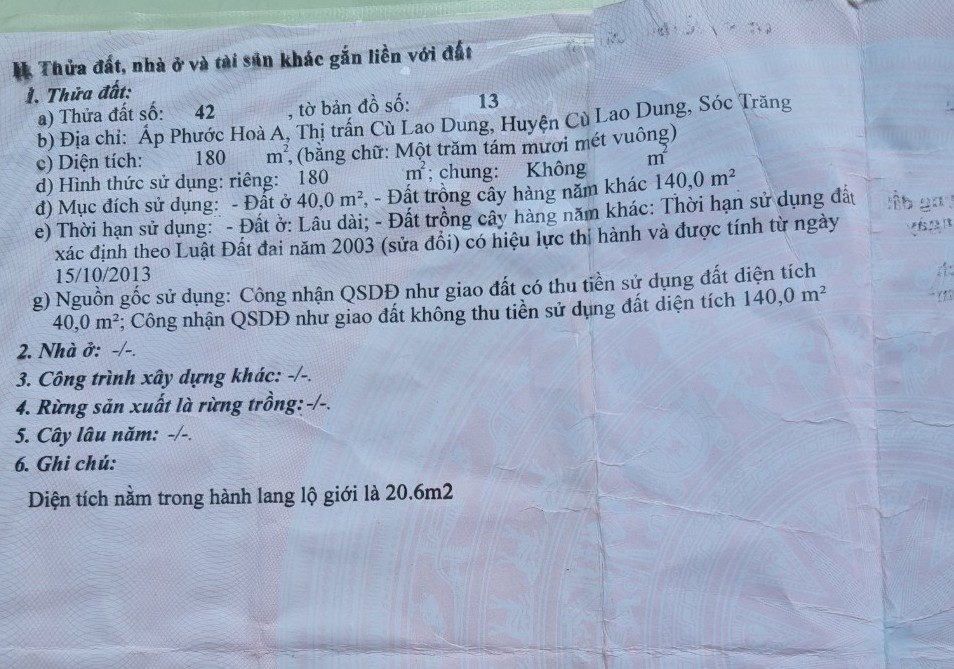 II. Thửa đất, nhà ở và tài sản khác gắn liền với đất
1. Thửa đất:
a) Thửa đất số: 42 , tờ bản đồ số: 13
b) Địa chỉ: Ấp Phước Hoà A, Thị trấn Cù Lao Dung, Huyện Cù Lao Dung, Sóc Trăng
c) Diện tích: 180 m², (bằng chữ: Một trăm tám mươi mét vuông)
d) Hình thức sử dụng: riêng: 180 m²; chung: Không m²
đ) Mục đích sử dụng: - Đất ở 40,0 m², - Đất trồng cây hàng năm khác 140,0 m²
e) Thời hạn sử dụng: - Đất ở: Lâu dài; - Đất trồng cây hàng năm khác: Thời hạn sử dụng đất
xác định theo Luật Đất đai năm 2003 (sửa đổi) có hiệu lực thi hành và được tính từ ngày
15/10/2013
g) Nguồn gốc sử dụng: Công nhận QSDĐ như giao đất có thu tiền sử dụng đất diện tích
40,0 m²; Công nhận QSDĐ như giao đất không thu tiền sử dụng đất diện tích 140,0 m²
2. Nhà ở: -/-.
3. Công trình xây dựng khác: -/-.
4. Rừng sản xuất là rừng trồng: -/-.
5. Cây lâu năm: -/-.
6. Ghi chú:
Diện tích nằm trong hành lang lộ giới là 20.6m2